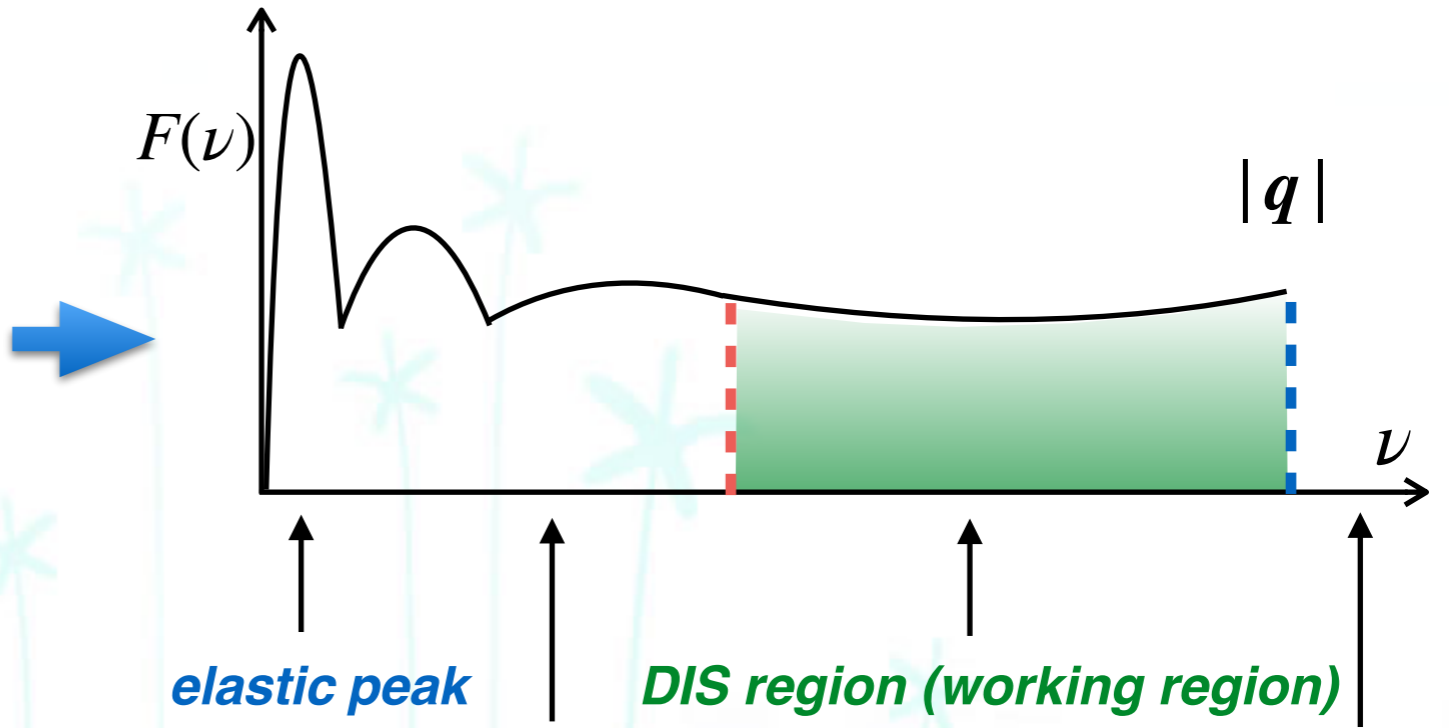 F(ν)
|q|
ν
elastic peak
DIS region (working region)